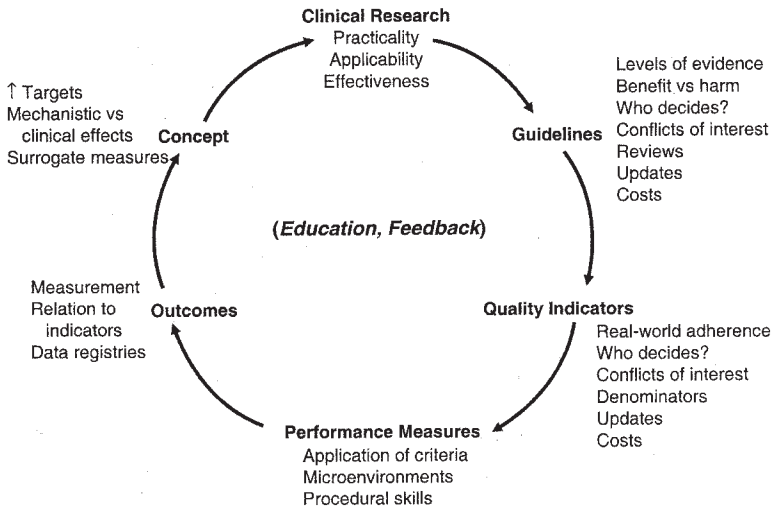 Clinical Research
Practicality
Applicability
Effectiveness
Guidelines
Levels of evidence
Benefit vs harm
Who decides?
Conflicts of interest
Reviews
Updates
Costs
Quality Indicators
Real-world adherence
Who decides?
Conflicts of interest
Denominators
Updates
Costs
Performance Measures
Application of criteria
Microenvironments
Procedural skills
Outcomes
Measurement
Relation to
indicators
Data registries
Concept
↑ Targets
Mechanistic vs
clinical effects
Surrogate measures
(Education, Feedback)